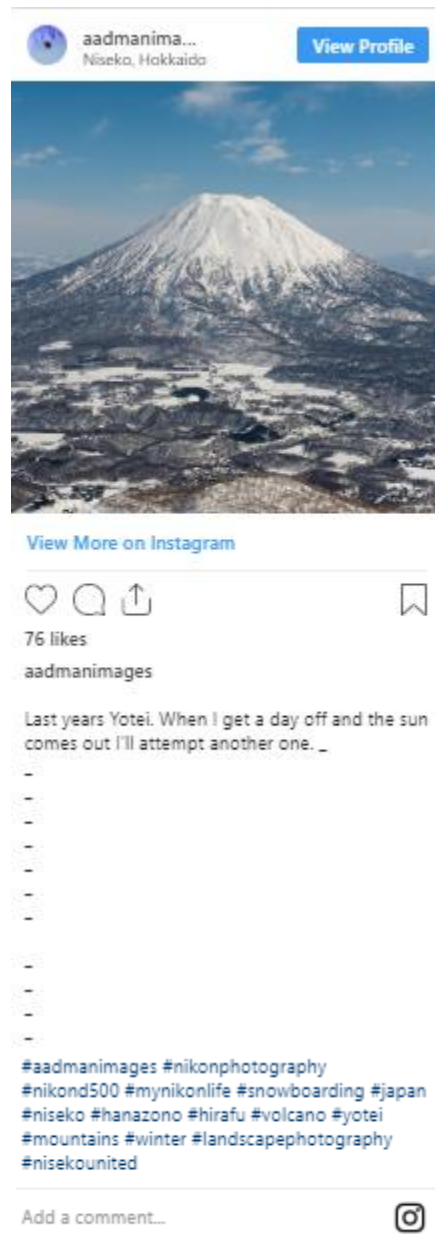 aadmanima...
Niseko, Hokkaido
View Profile
View More on Instagram
76 likes
aadmanimages
Last years Yotei. When I get a day off and the sun
comes out I'll attempt another one. _
_
_
_
_
_
_
_
_
_
_
_
#aadmanimages #nikonphotography
#nikond500 #mynikonlife #snowboarding #japan
#niseko #hanazono #hirafu #volcano #yotei
#mountains #winter #landscapephotography
#nisekounited
Add a comment...